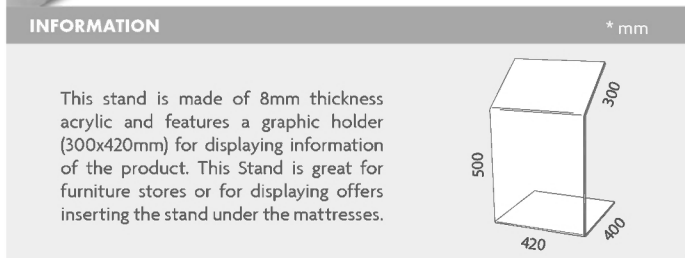 INFORMATION
* mm
This stand is made of 8mm thickness
acrylic and features a graphic holder
(300x420mm) for displaying information
of the product. This Stand is great for
furniture stores or for displaying offers
inserting the stand under the mattresses.
300
500
420
400